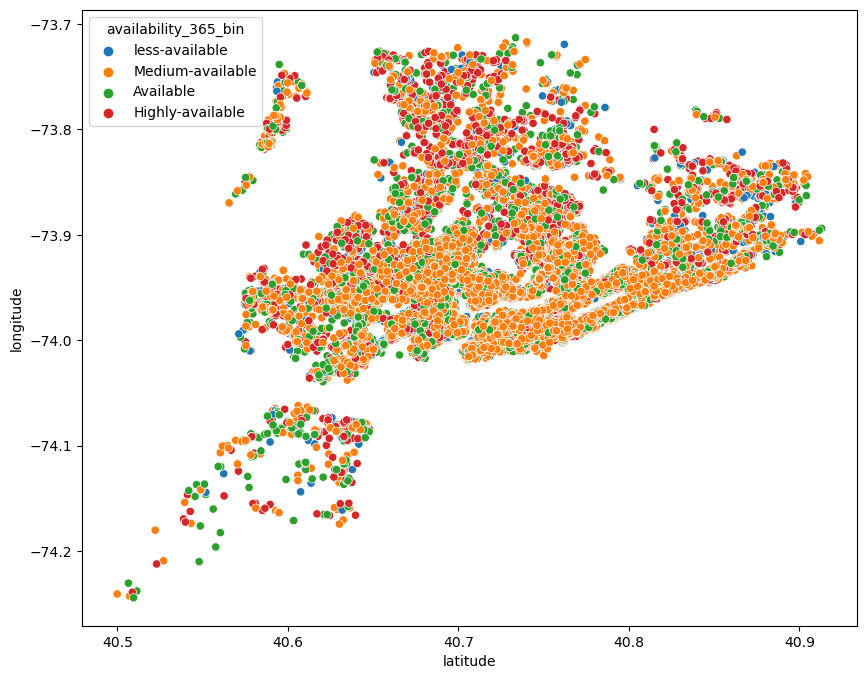 availability_365_bin
less-available
Medium-available
Available
Highly-available
−73.7
−73.8
−73.9
−74.0
−74.1
−74.2
longitude
40.5 40.6 40.7 40.8 40.9
latitude